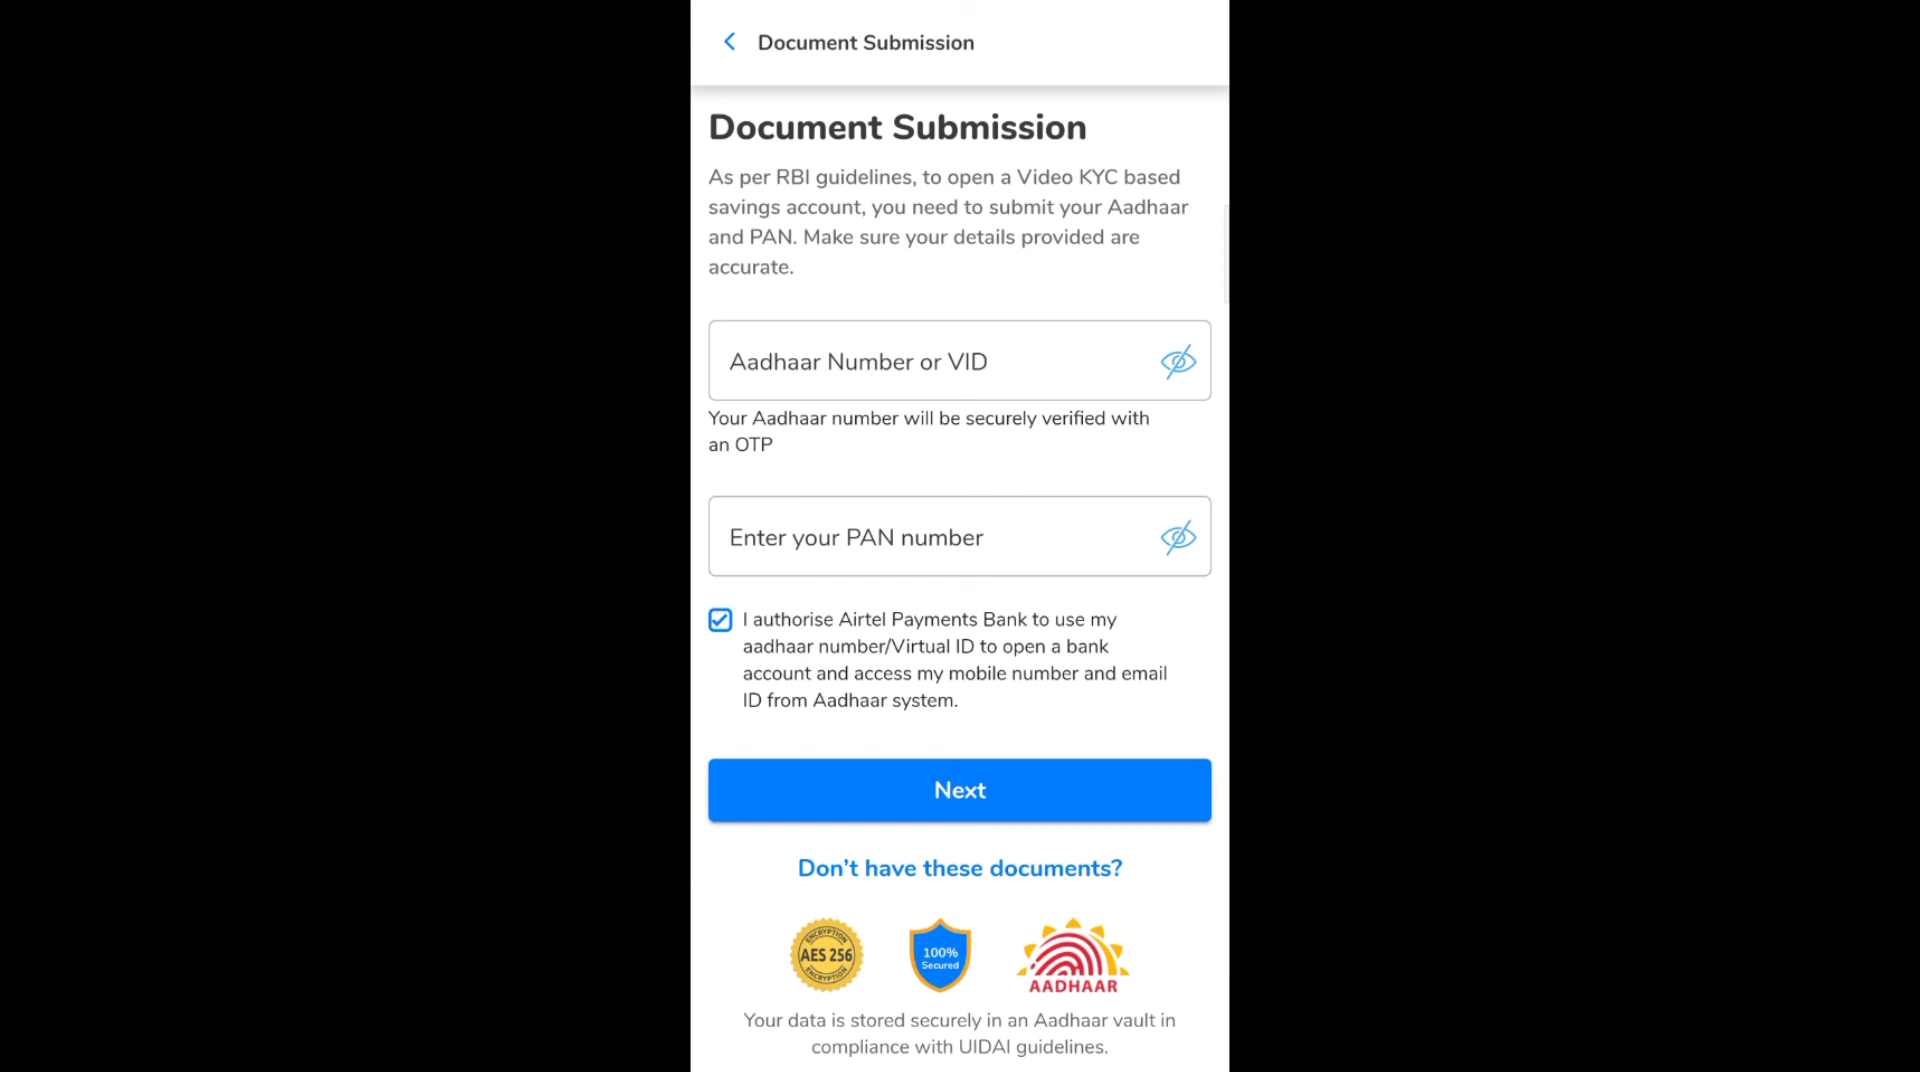 Document Submission
Document Submission
As per RBI guidelines, to open a Video KYC based
savings account, you need to submit your Aadhaar
and PAN. Make sure your details provided are
accurate.
Aadhaar Number or VID
Your Aadhaar number will be securely verified with
an OTP
Enter your PAN number
I authorise Airtel Payments Bank to use my
aadhaar number/Virtual ID to open a bank
account and access my mobile number and email
ID from Aadhaar system.
Next
Don't have these documents?
ENCRYPTION
AES 256
ENCRYPTION
100%
Secured
AADHAAR
Your data is stored securely in an Aadhaar vault in
compliance with UIDAI guidelines.